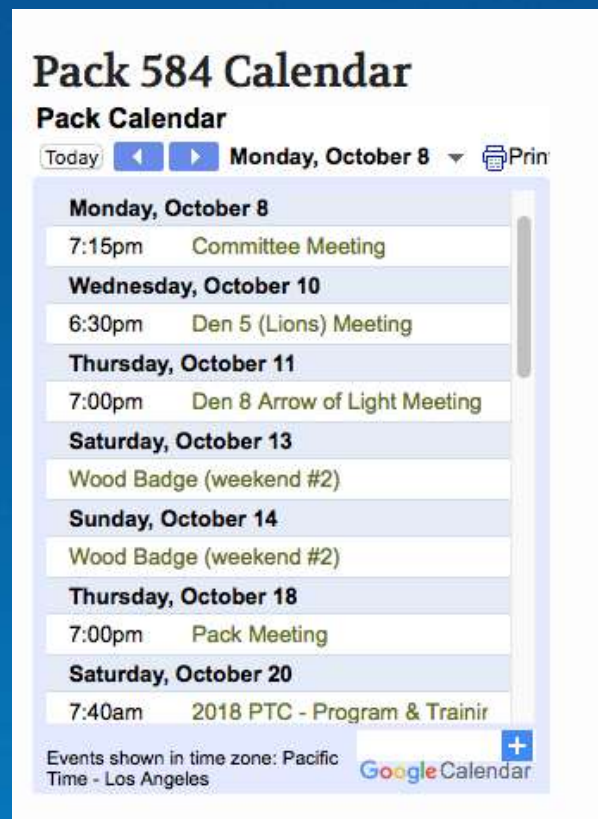 Pack 584 Calendar
Pack Calendar
Today Monday, October 8 Prin
Monday, October 8
7:15pm Committee Meeting
Wednesday, October 10
6:30pm Den 5 (Lions) Meeting
Thursday, October 11
7:00pm Den 8 Arrow of Light Meeting
Saturday, October 13
Wood Badge (weekend #2)
Sunday, October 14
Wood Badge (weekend #2)
Thursday, October 18
7:00pm Pack Meeting
Saturday, October 20
7:40am 2018 PTC - Program & Trainin
Events shown in time zone: Pacific
Time - Los Angeles
Google Calendar